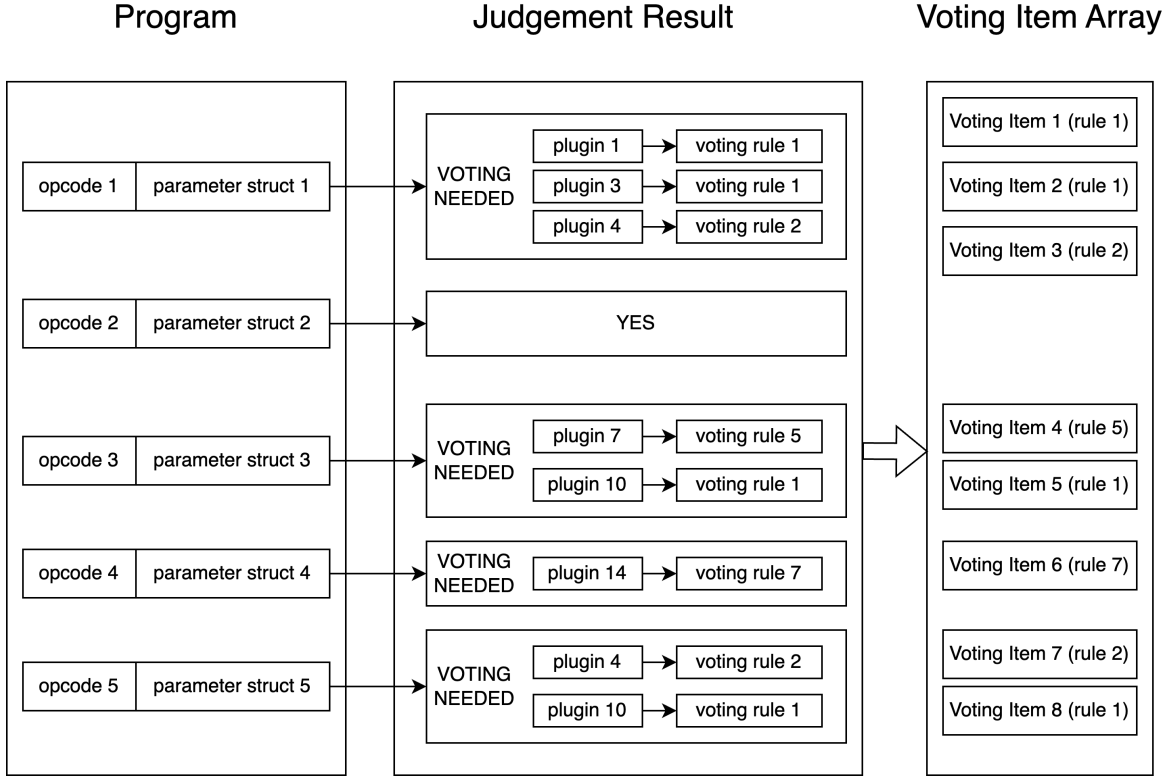 Program
Judgement Result
Voting Item Array
opcode 1 parameter struct 1
VOTING
NEEDED
plugin 1 voting rule 1
plugin 3 voting rule 1
plugin 4 voting rule 2
Voting Item 1 (rule 1)
Voting Item 2 (rule 1)
Voting Item 3 (rule 2)
opcode 2 parameter struct 2
YES
opcode 3 parameter struct 3
VOTING
NEEDED
plugin 7 voting rule 5
plugin 10 voting rule 1
Voting Item 4 (rule 5)
Voting Item 5 (rule 1)
opcode 4 parameter struct 4
VOTING
NEEDED
plugin 14 voting rule 7
Voting Item 6 (rule 7)
opcode 5 parameter struct 5
VOTING
NEEDED
plugin 4 voting rule 2
plugin 10 voting rule 1
Voting Item 7 (rule 2)
Voting Item 8 (rule 1)